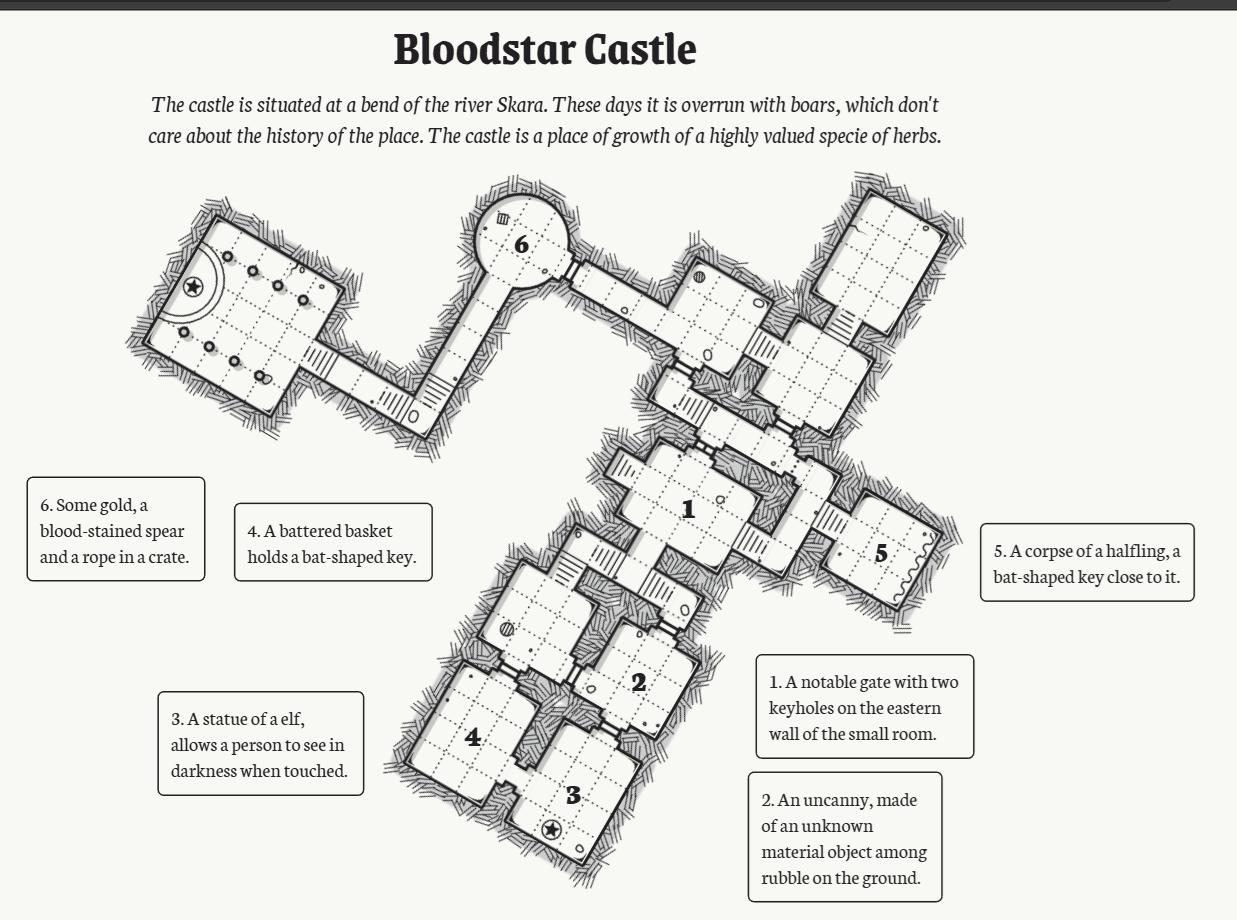 Bloodstar Castle
The castle is situated at a bend of the river Skara. These days it is overrun with boars, which don't
care about the history of the place. The castle is a place of growth of a highly valued specie of herbs.
6
1
5
2
4
3
6. Some gold, a
blood-stained spear
and a rope in a crate.
4. A battered basket
holds a bat-shaped key.
5. A corpse of a halfling, a
bat-shaped key close to it.
1. A notable gate with two
keyholes on the eastern
wall of the small room.
3. A statue of a elf,
allows a person to see in
darkness when touched.
2. An uncanny, made
of an unknown
material object among
rubble on the ground.